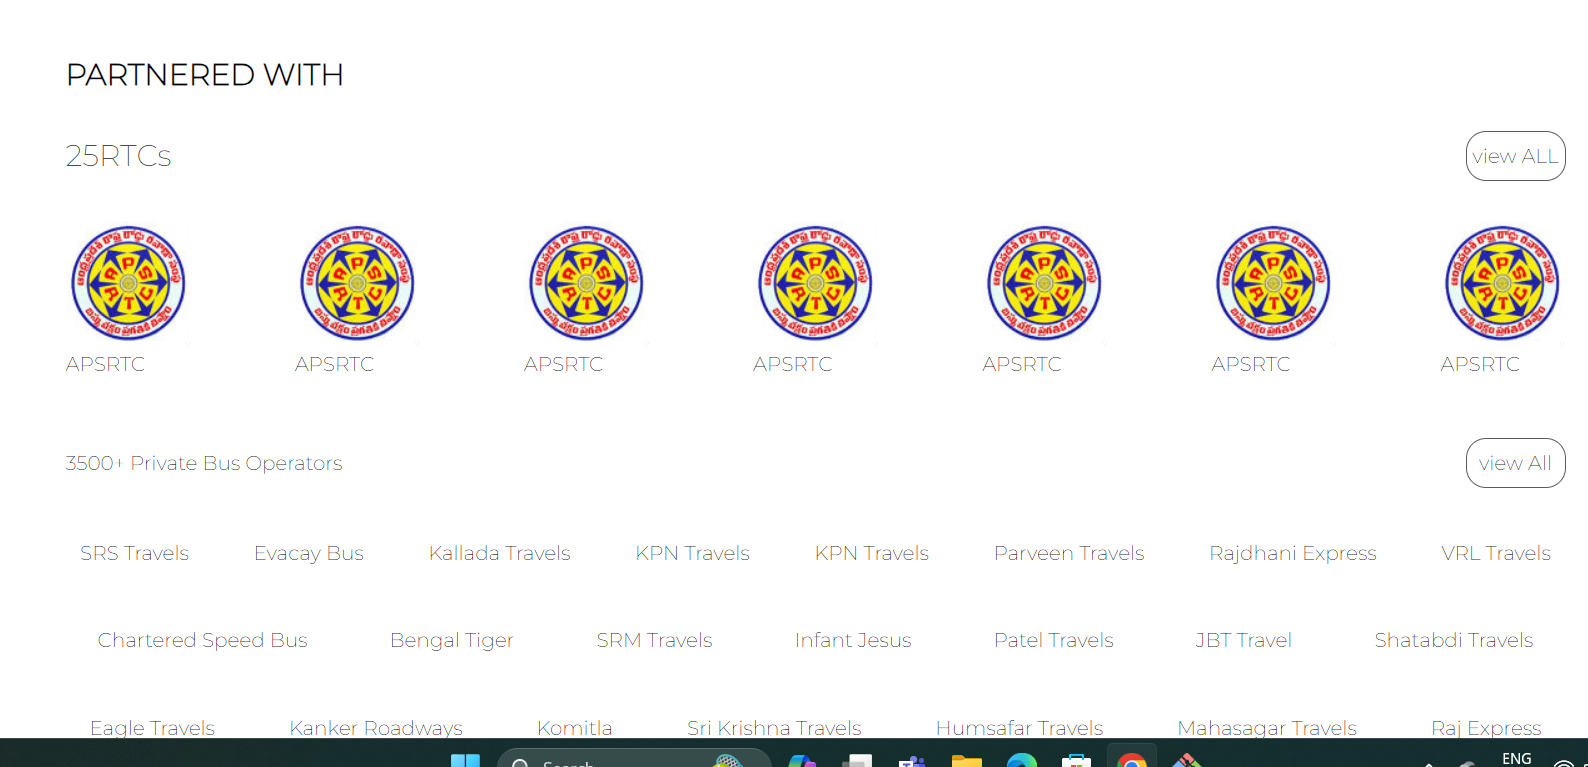 PARTNERED WITH
25RTCs
view ALL
APSRTC APSRTC APSRTC APSRTC APSRTC APSRTC APSRTC
3500+ Private Bus Operators
view All
SRS Travels Evacay Bus Kallada Travels KPN Travels KPN Travels Parveen Travels Rajdhani Express VRL Travels
Chartered Speed Bus Bengal Tiger SRM Travels Infant Jesus Patel Travels JBT Travel Shatabdi Travels
Eagle Travels Kanker Roadways Komitla Sri Krishna Travels Humsafar Travels Mahasagar Travels Raj Express
Search
ENG